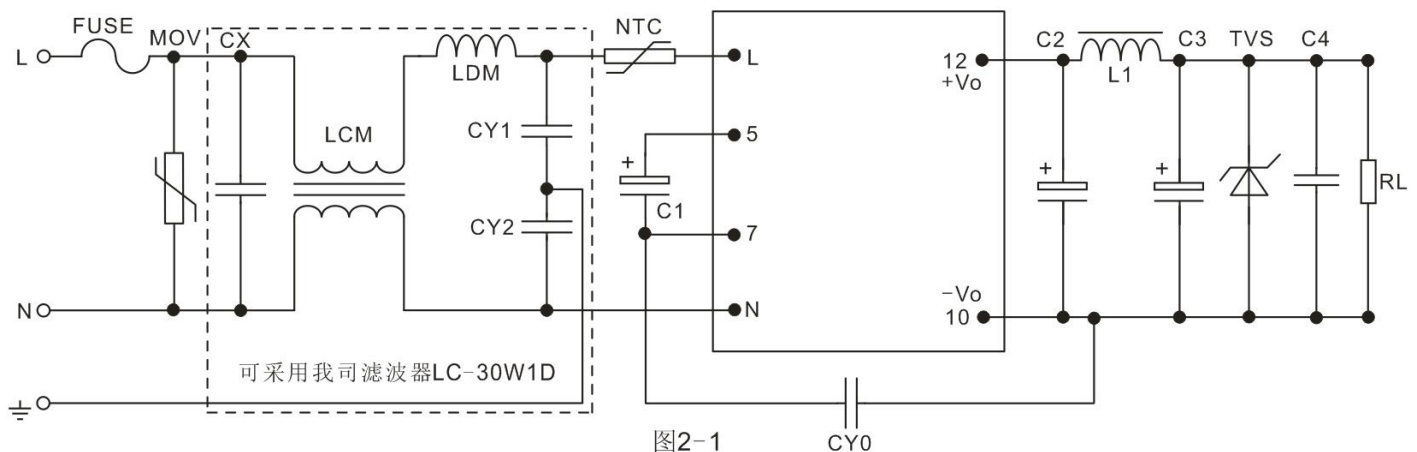 FUSE
MOV
CX
LDM
NTC
C2
C3
TVS
C4
L
L
12
+Vo
L1
CY1
5
LCM
+
+
+
RL
CY2
C1
7
N
N
-Vo
10
可采用我司滤波器LC-30W1D
图2-1
CY0